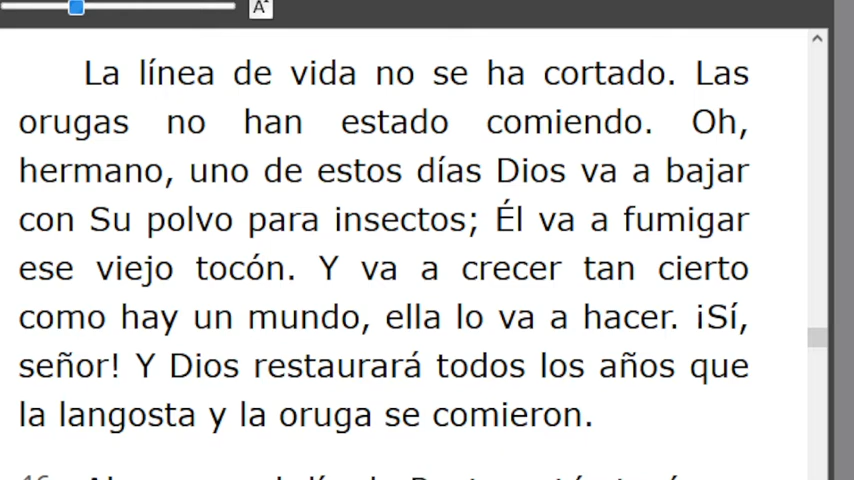 A
La línea de vida no se ha cortado. Las
orugas no han estado comiendo. Oh,
hermano, uno de estos días Dios va a bajar
con Su polvo para insectos; Él va a fumigar
ese viejo tocón. Y va a crecer tan cierto
como hay un mundo, ella lo va a hacer. ¡Sí,
señor! Y Dios restaurará todos los años que
la langosta y la oruga se comieron.